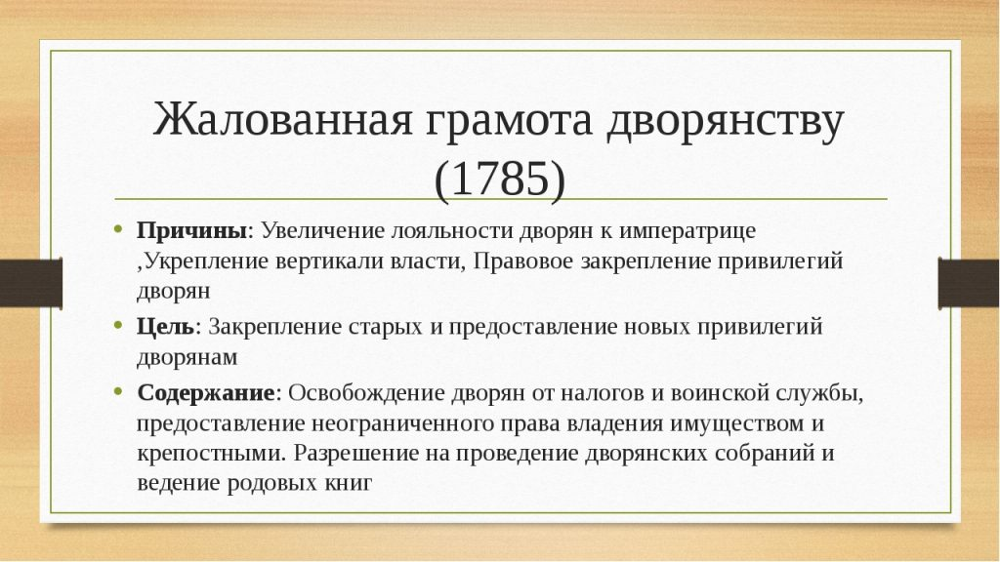 Жалованная грамота дворянству
(1785)
• Причины: Увеличение лояльности дворян к императрице
,Укрепление вертикали власти, Правовое закрепление привилегий
дворян
• Цель: Закрепление старых и предоставление новых привилегий
дворянам
• Содержание: Освобождение дворян от налогов и воинской службы,
предоставление неограниченного права владения имуществом и
крепостными. Разрешение на проведение дворянских собраний и
ведение родовых книг